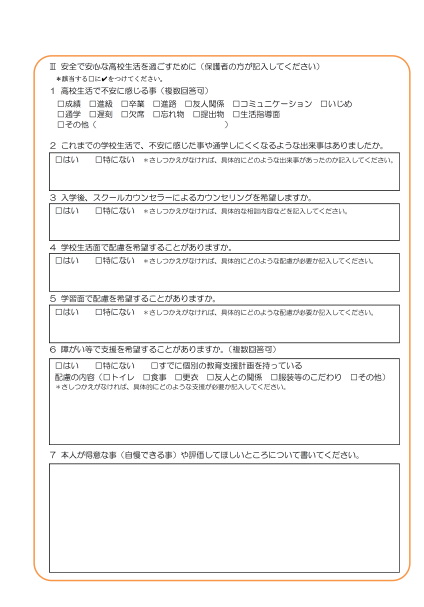 Ⅱ 安全で安心な高校生活を過ごすために（保護者の方が記入してください）
＊該当する□に✔をつけてください。
1 高校生活で不安に感じる事（複数回答可）
□成績 □進級 □卒業 □進路 □友人関係 □コミュニケーション □いじめ
□通学 □遅刻 □欠席 □忘れ物 □提出物 □生活指導面
□その他（ ）
2 これまでの学校生活で、不安に感じた事や通学しにくくなるような出来事はありましたか。
□はい □特にない ＊さしつかえがなければ、具体的にどのような出来事があったのか記入してください。
3 入学後、スクールカウンセラーによるカウンセリングを希望しますか。
□はい □特にない ＊さしつかえがなければ、具体的な相談内容などを記入してください。
4 学校生活面で配慮を希望することがありますか。
□はい □特にない ＊さしつかえがなければ、具体的にどのような配慮が必要か記入してください。
5 学習面で配慮を希望することがありますか。
□はい □特にない ＊さしつかえがなければ、具体的にどのような配慮が必要か記入してください。
6 障がい等で支援を希望することがありますか。（複数回答可）
□はい □特にない □すでに個別の教育支援計画を持っている
配慮の内容（□トイレ □食事 □更衣 □友人との関係 □服装等のこだわり □その他）
＊さしつかえがなければ、具体的にどのような支援が必要か記入してください。
7 本人が得意な事（自慢できる事）や評価してほしいところについて書いてください。